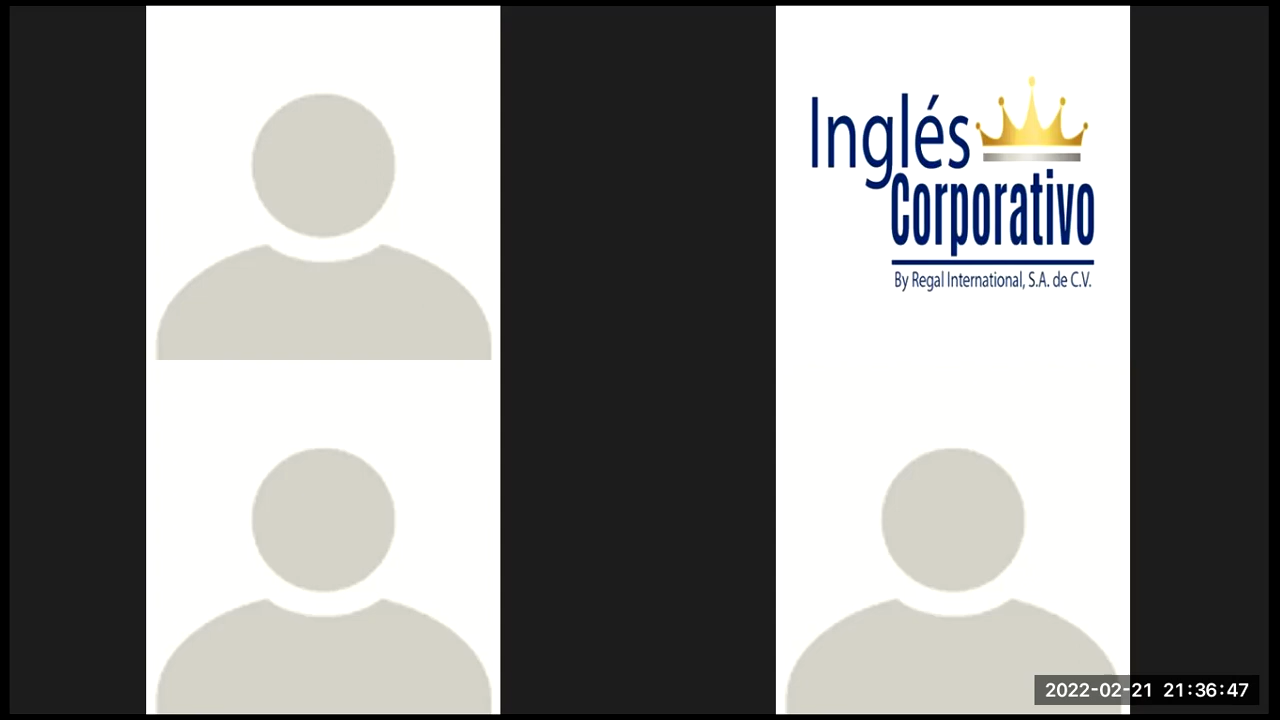 Inglés
Corporativo
By Regal International, S.A. de C.V.
2022-02-21 21:36:47